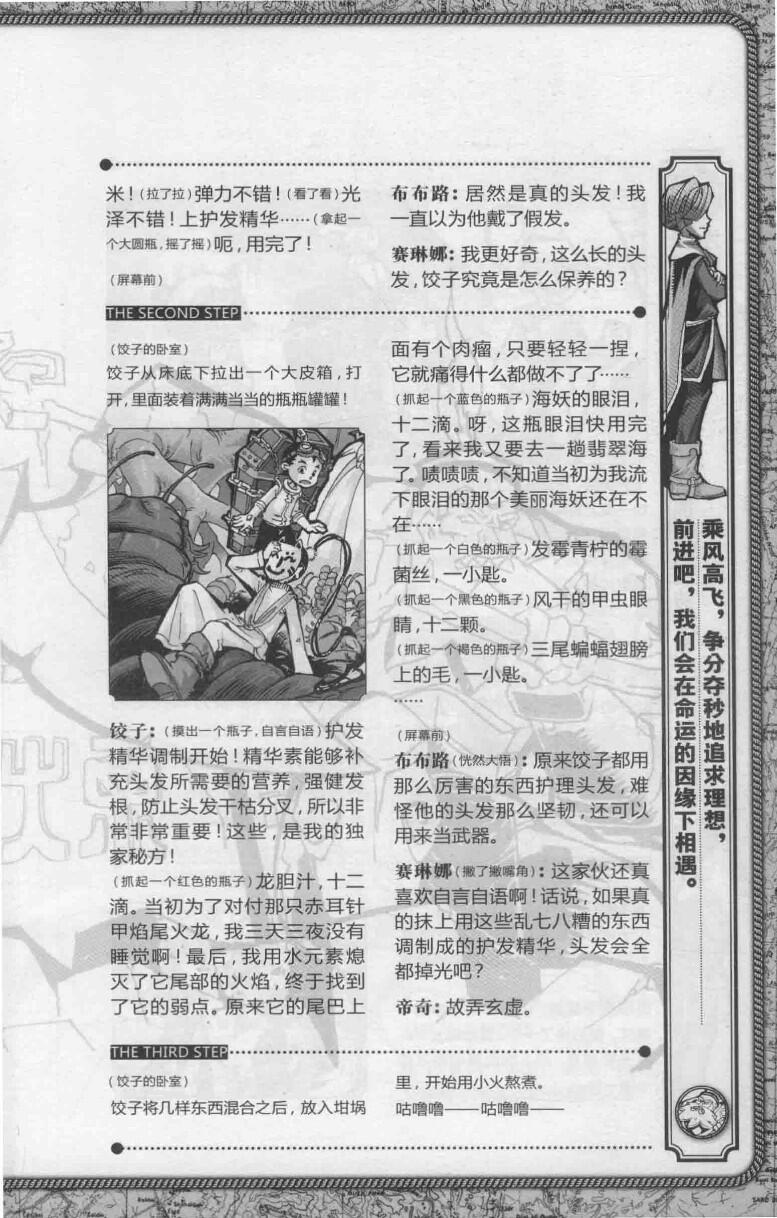 米！(拉了拉)弹力不错！(看了看)光
泽不错！上护发精华……(拿起一
个大圆瓶，摇了摇)呃，用完了！
(屏幕前)
布布路：居然是真的头发！我
一直以为他戴了假发。
赛琳娜：我更好奇，这么长的头
发，饺子究竟是怎么保养的？
THE SECOND STEP
(饺子的卧室)
饺子从床底下拉出一个大皮箱，打
开，里面装着满满当当的瓶瓶罐罐！
饺子：(摸出一个瓶子，自言自语)护发
精华调制开始！精华素能够补
充头发所需要的营养，强健发
根，防止头发干枯分叉，所以非
常非常重要！这些，是我的独
家秘方！
(抓起一个红色的瓶子)龙胆汁，十二
滴。当初为了对付那只赤耳针
甲焰尾火龙，我三天三夜没有
睡觉啊！最后，我用水元素熄
灭了它尾部的火焰，终于找到
了它的弱点。原来它的尾巴上
面有个肉瘤，只要轻轻一捏，
它就痛得什么都做不了了……
(抓起一个蓝色的瓶子)海妖的眼泪，
十二滴。呀，这瓶眼泪快用完
了，看来我又要去一趟翡翠海
了。啧啧啧，不知道当初为我流
下眼泪的那个美丽海妖还在不
在……
(抓起一个白色的瓶子)发霉青柠的霉
菌丝，一小匙。
(抓起一个黑色的瓶子)风干的甲虫眼
睛，十二颗。
(抓起一个褐色的瓶子)三尾蝙蝠翅膀
上的毛，一小匙。
……
(屏幕前)
布布路(恍然大悟)：原来饺子都用
那么厉害的东西护理头发，难
怪他的头发那么坚韧，还可以
用来当武器。
赛琳娜(撇了撇嘴角)：这家伙还真
喜欢自言自语啊！话说，如果真
的抹上用这些乱七八糟的东西
调制成的护发精华，头发会全
都掉光吧？
帝奇：故弄玄虚。
THE THIRD STEP
(饺子的卧室)
饺子将几样东西混合之后，放入坩埚
里，开始用小火熬煮。
咕噜噜——咕噜噜——
乘风高飞，争分夺秒地追求理想，
前进吧，我们会在命运的因缘下相遇。